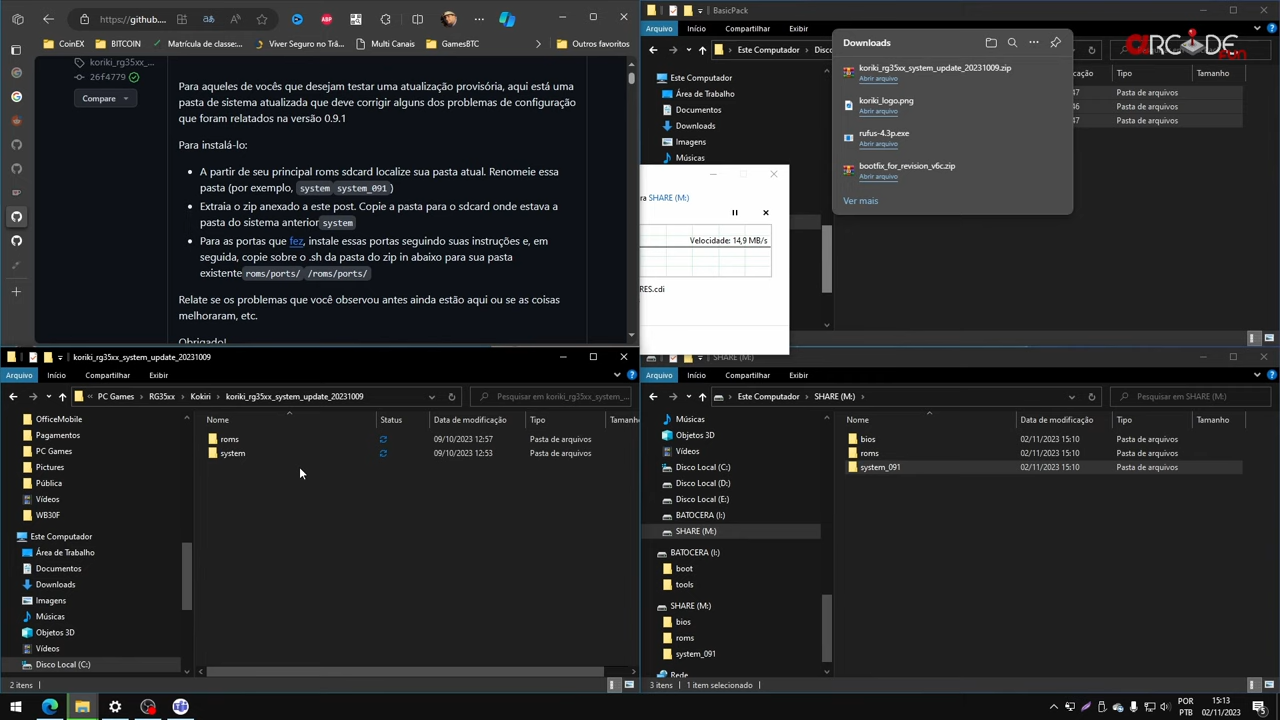 https://github....
CoinEX
BITCOIN
Matrícula de classem...
Viver Seguro no Trâ...
Multi Canais
GamesBTC
Outros favoritos
koriki_rg35xx_system...
26f4779
Compare
Para aqueles de vocês que desejam testar uma atualização provisória, aqui está uma
pasta de sistema atualizada que deve corrigir alguns dos problemas de configuração
que foram relatados na versão 0.9.1
Para instalá-lo:
A partir de seu principal roms sdcard localize sua pasta atual. Renomeie essa
pasta (por exemplo, system system_091)
Extraia o zip anexado a este post. Copie a pasta para o sdcard onde estava a
pasta do sistema anterior system
Para as portas que fez, instale essas portas seguindo suas instruções e, em
seguida, copie sobre o .sh da pasta do zip in abaixo para sua pasta
existente roms/ports/ /roms/ports/
Relate se os problemas que você observou antes ainda estão aqui ou se as coisas
melhoraram, etc.
Obrigado!
BasicPack
Arquivo
Início
Compartilhar
Exibir
Este Computador
Disco
Este Computador
Área de Trabalho
Documentos
Downloads
Imagens
Músicas
Tipo
Tamanho
47
Pasta de arquivos
47
Pasta de arquivos
47
Pasta de arquivos
ARCODE
Fun
Downloads
koriki_rg35xx_system_update_20231009.zip
Abrir arquivo
koriki_logo.png
Abrir arquivo
rufus-4.3p.exe
Abrir arquivo
bootfix_for_revision_v6c.zip
Abrir arquivo
Ver mais
ra SHARE (M:)
Velocidade: 14,9 MB/s
RES.cdi
koriki_rg35xx_system_update_20231009
Arquivo
Início
Compartilhar
Exibir
PC Games
RG35xx
Kokiri
koriki_rg35xx_system_update_20231009
Pesquisar em koriki_rg35xx_system_...
OfficeMobile
Pagamentos
PC Games
Pictures
Pública
Vídeos
WB30F
Este Computador
Área de Trabalho
Documentos
Downloads
Imagens
Músicas
Objetos 3D
Vídeos
Disco Local (C:)
Nome
Status
Data de modificação
Tipo
Tamanho
roms
09/10/2023 12:57
Pasta de arquivos
system
09/10/2023 12:53
Pasta de arquivos
2 itens
SHARE (M:)
Arquivo
Início
Compartilhar
Exibir
Este Computador
SHARE (M:)
Pesquisar em SHARE (M:)
Músicas
Objetos 3D
Vídeos
Disco Local (C:)
Disco Local (D:)
Disco Local (E:)
BATOCERA (I:)
SHARE (M:)
BATOCERA (I:)
boot
tools
SHARE (M:)
bios
roms
system_091
Rede
Nome
Data de modificação
Tipo
Tamanho
bios
02/11/2023 15:10
Pasta de arquivos
roms
02/11/2023 15:10
Pasta de arquivos
system_091
02/11/2023 15:10
Pasta de arquivos
3 itens
1 item selecionado
POR
PTB
15:13
02/11/2023